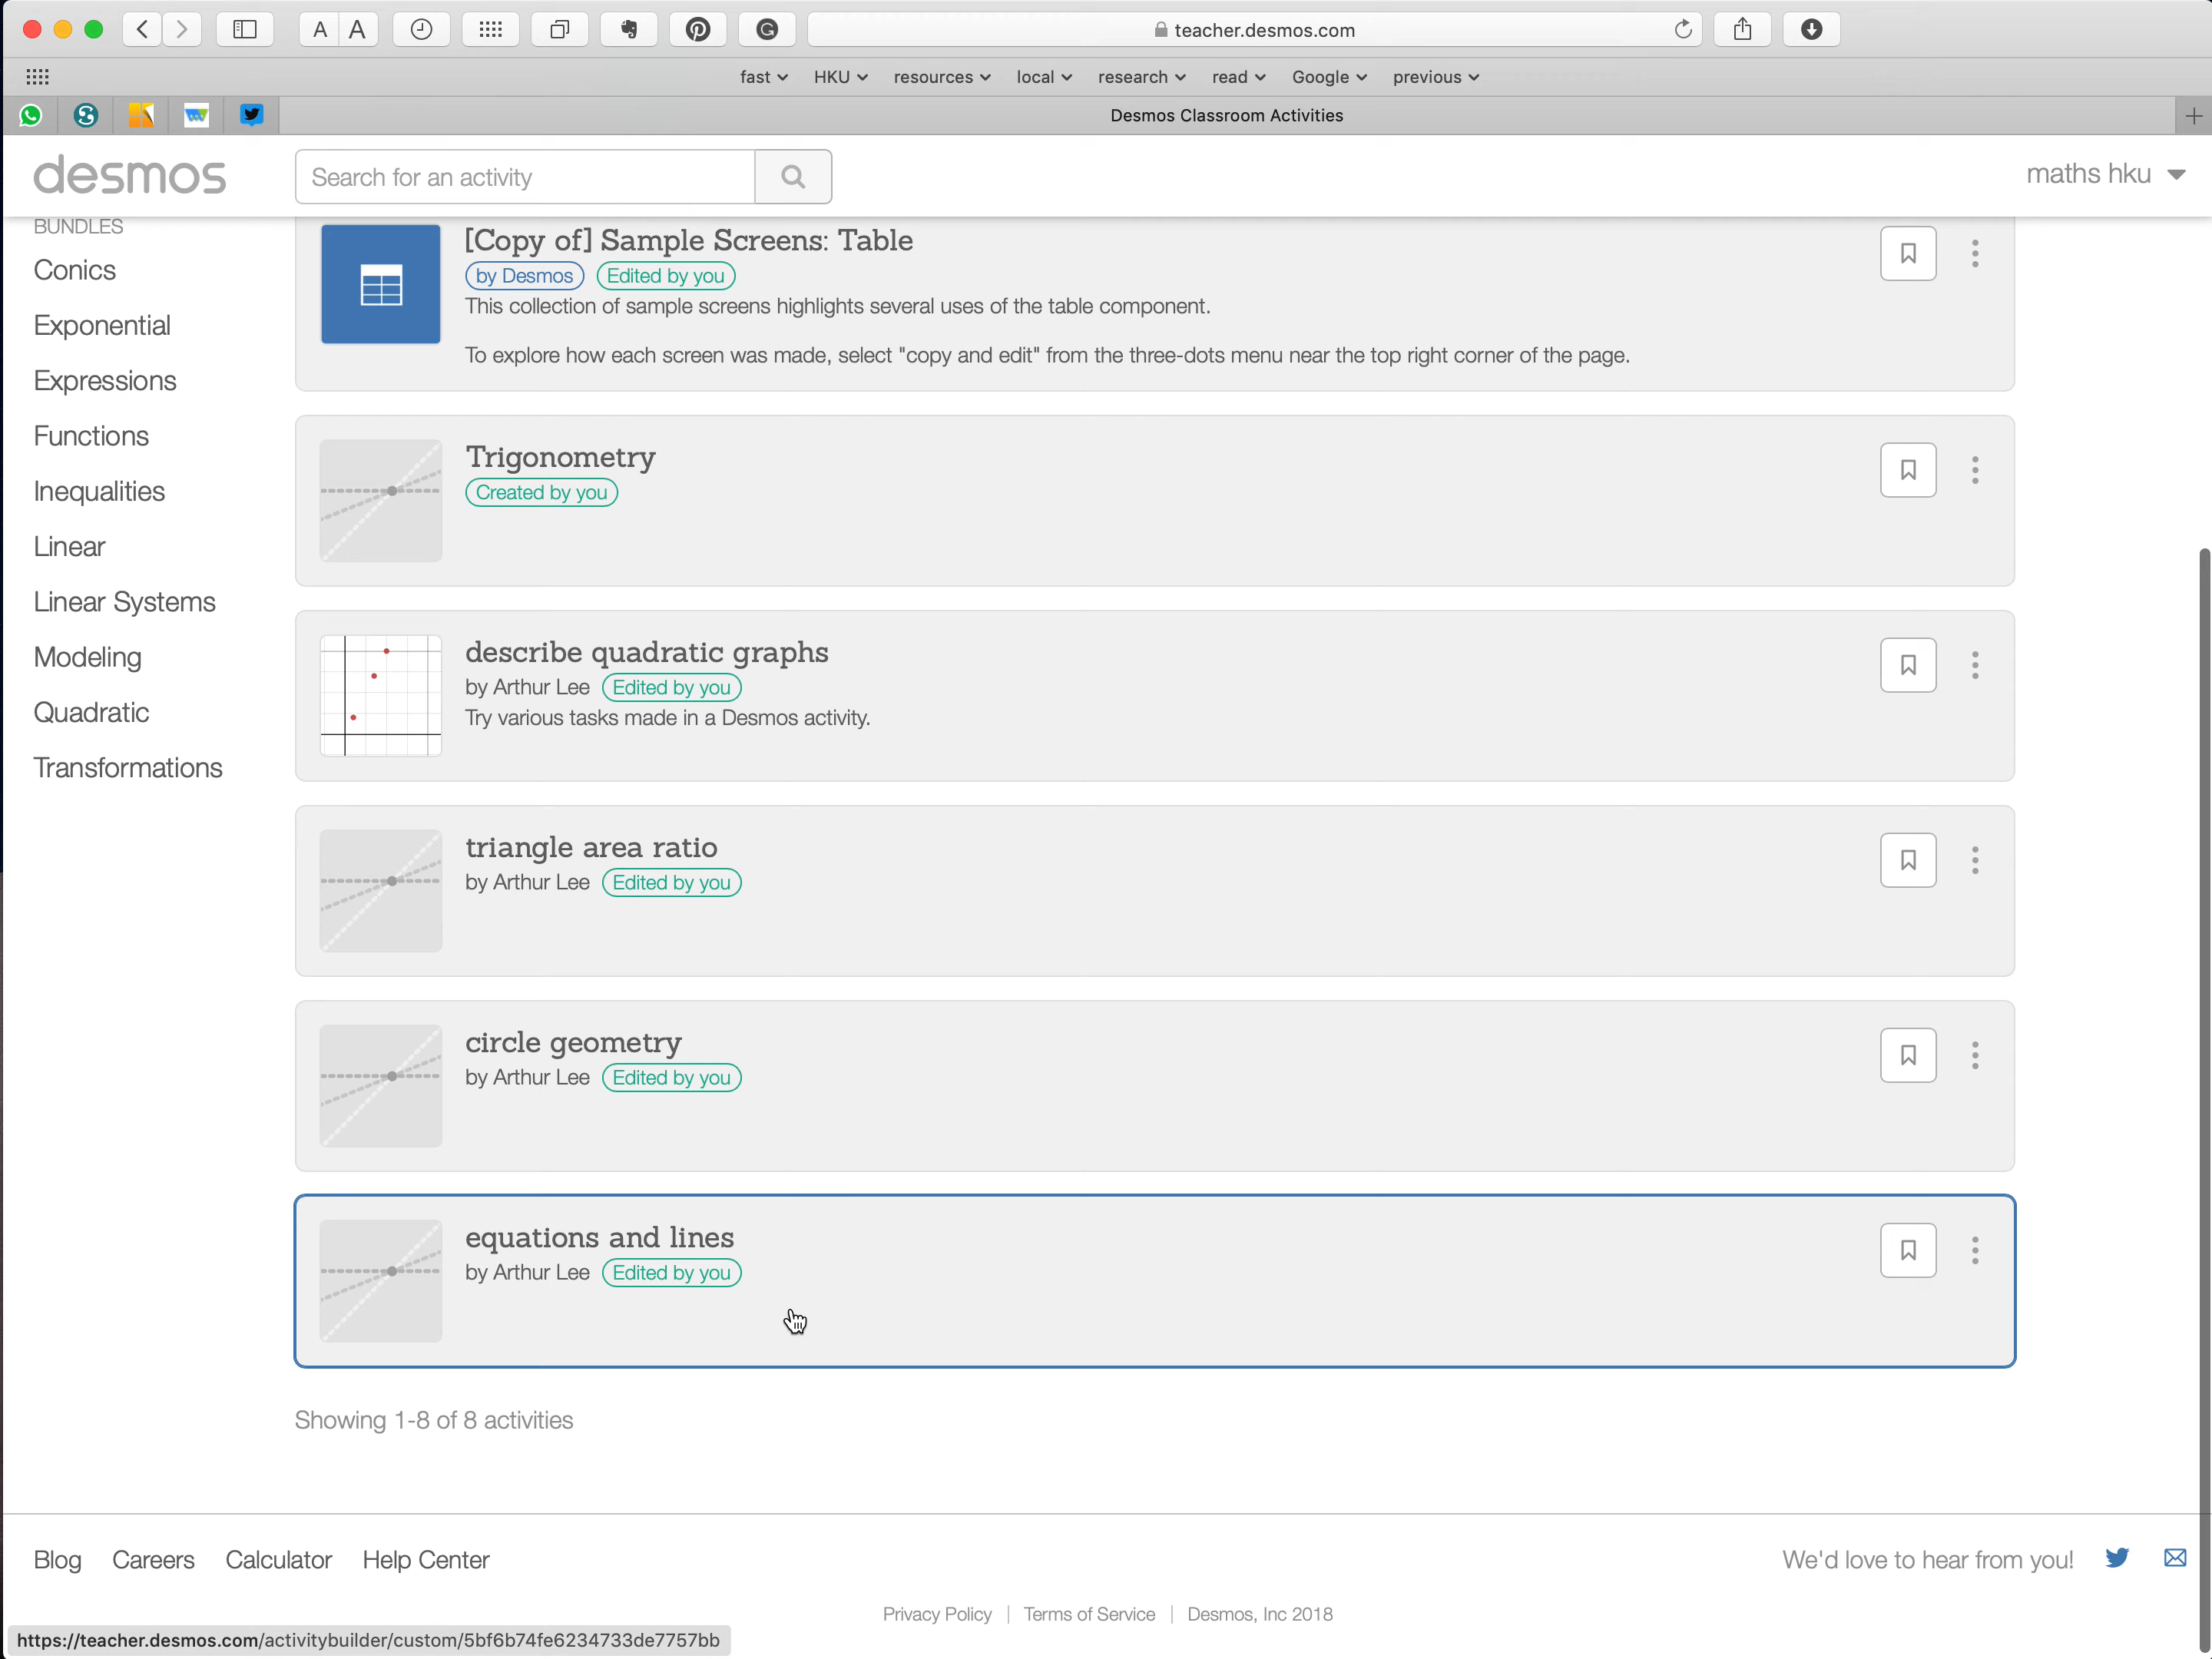 A A
teacher.desmos.com
fast HKU resources local research read Google previous
Desmos Classroom Activities
desmos
Search for an activity
maths hku
BUNDLES
Conics
Exponential
Expressions
Functions
Inequalities
Linear
Linear Systems
Modeling
Quadratic
Transformations
[Copy of] Sample Screens: Table
by Desmos Edited by you
This collection of sample screens highlights several uses of the table component.
To explore how each screen was made, select "copy and edit" from the three-dots menu near the top right corner of the page.
Trigonometry
Created by you
describe quadratic graphs
by Arthur Lee Edited by you
Try various tasks made in a Desmos activity.
triangle area ratio
by Arthur Lee Edited by you
circle geometry
by Arthur Lee Edited by you
equations and lines
by Arthur Lee Edited by you
Showing 1-8 of 8 activities
Blog Careers Calculator Help Center
We'd love to hear from you!
Privacy Policy | Terms of Service | Desmos, Inc 2018
https://teacher.desmos.com/activitybuilder/custom/5bf6b74fe6234733de7757bb